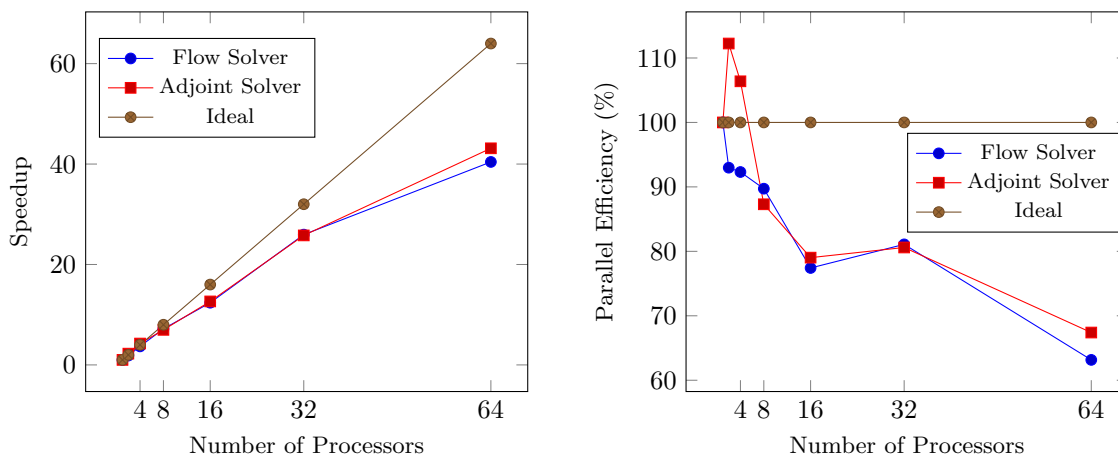 60
40
20
0
4 8 16 32 64
Number of Processors
Speedup
Flow Solver
Adjoint Solver
Ideal
110
100
90
80
70
60
4 8 16 32 64
Number of Processors
Parallel Efficiency (%)
Flow Solver
Adjoint Solver
Ideal